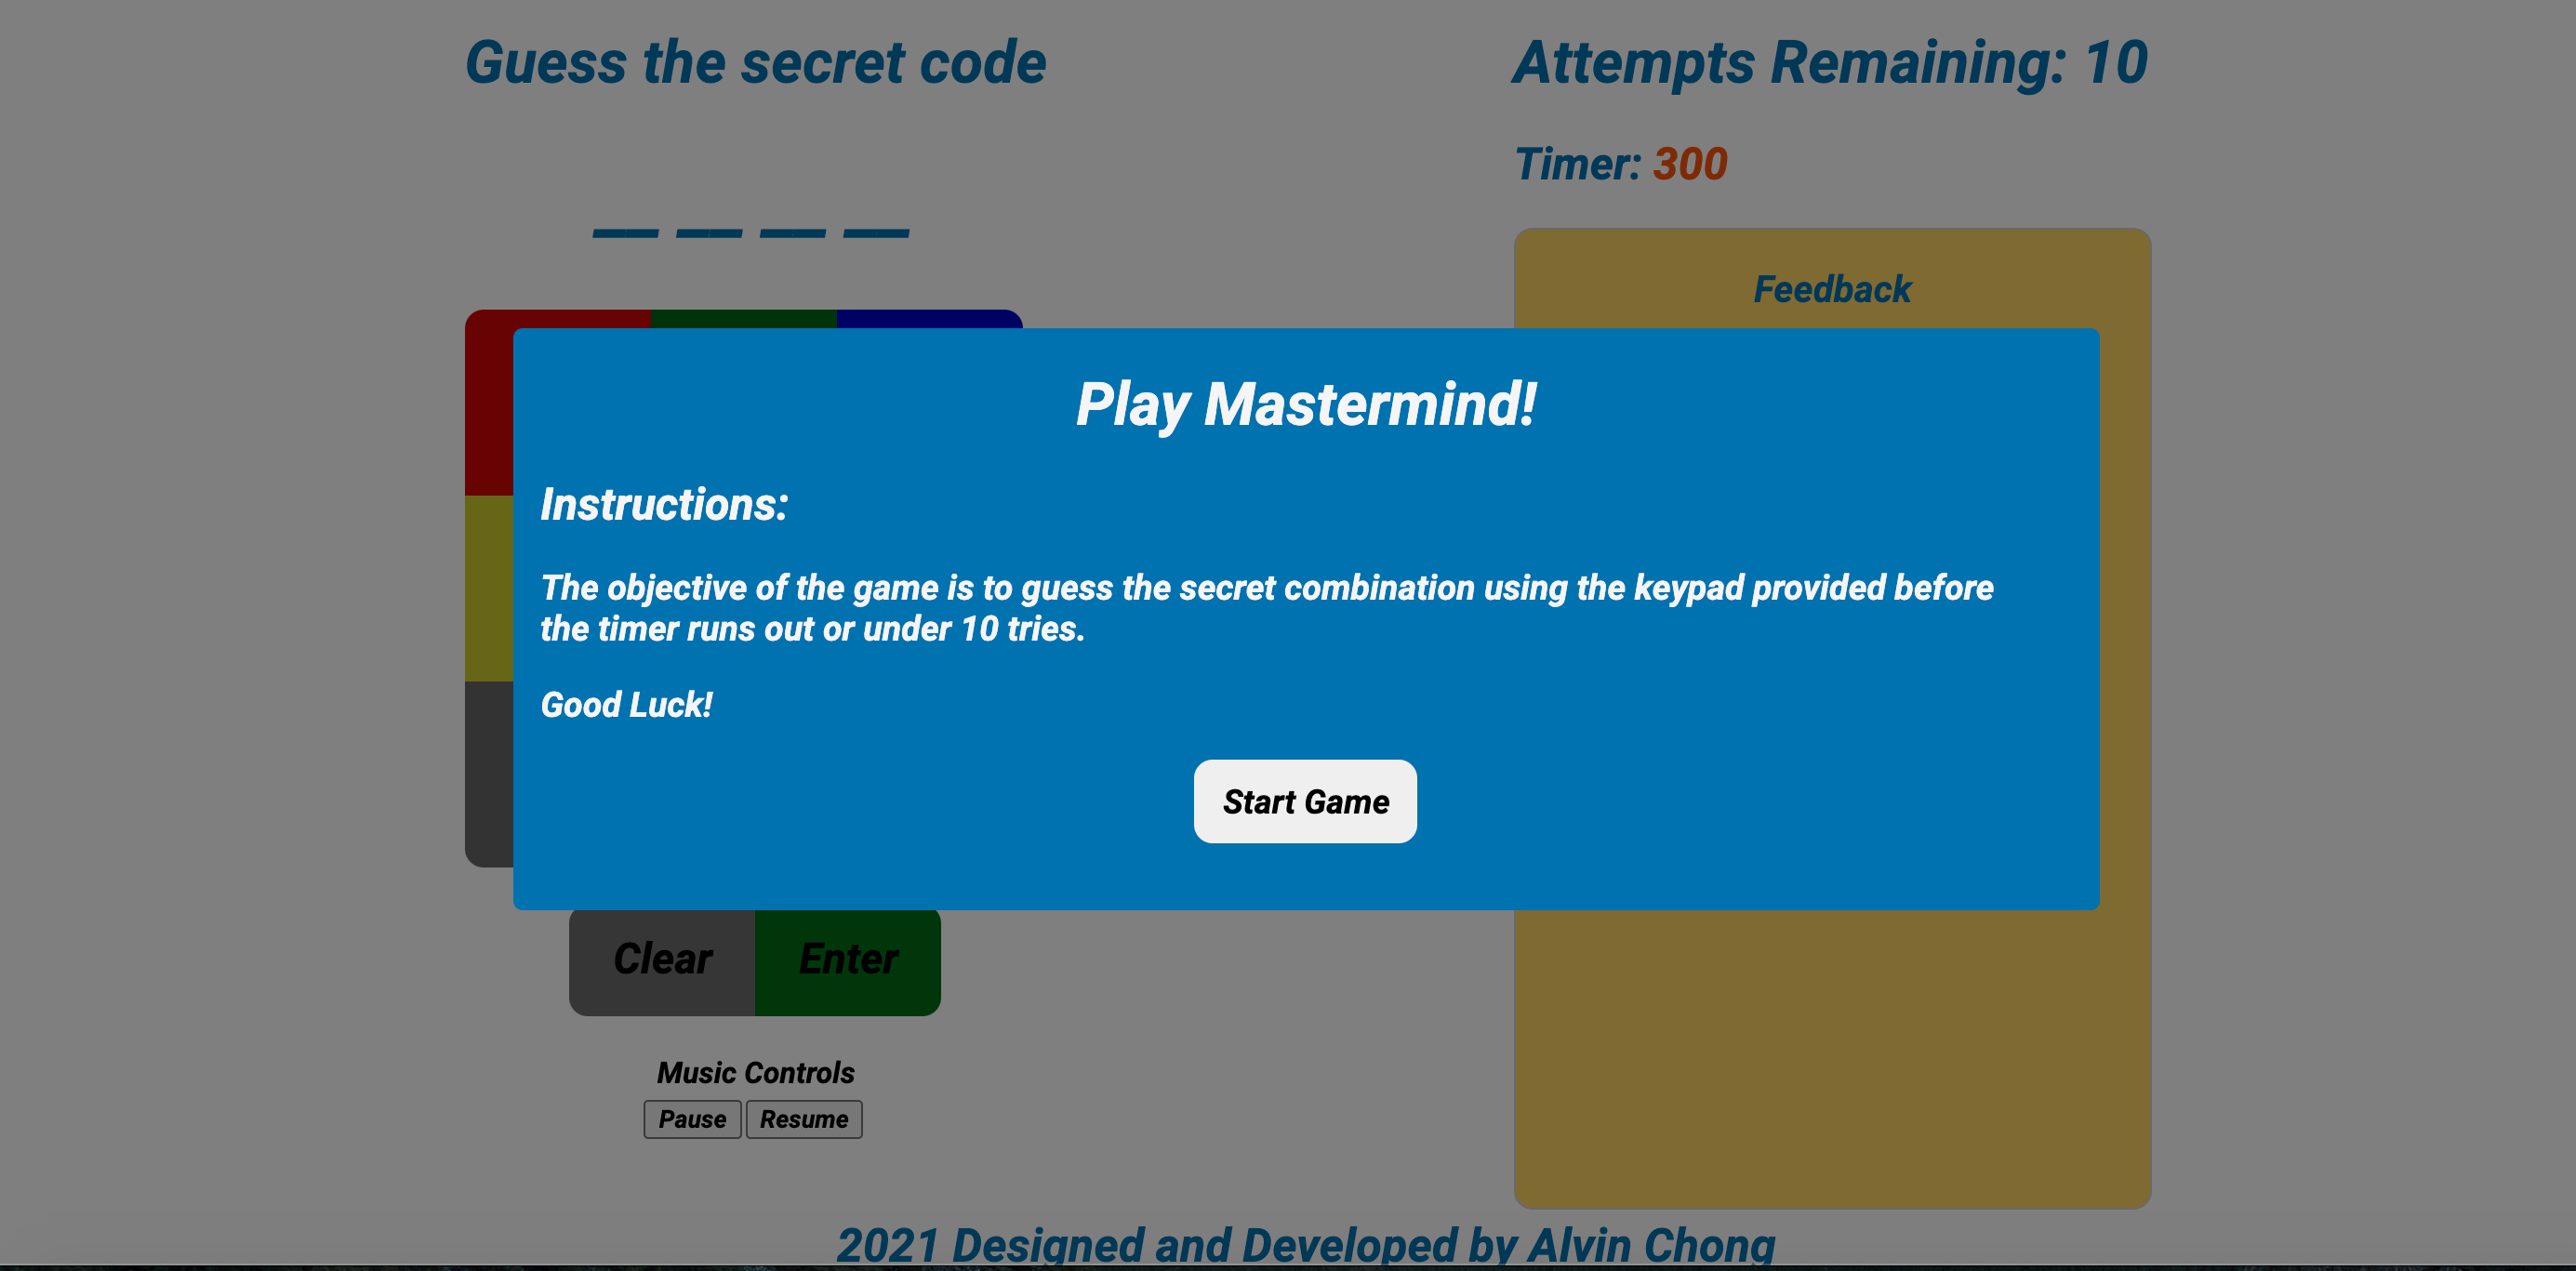 Guess the secret code
Attempts Remaining: 10
Timer: 300
Feedback
Play Mastermind!
Instructions:
The objective of the game is to guess the secret combination using the keypad provided before
the timer runs out or under 10 tries.
Good Luck!
Start Game
Clear
Enter
Music Controls
Pause
Resume
2021 Designed and Developed by Alvin Chong